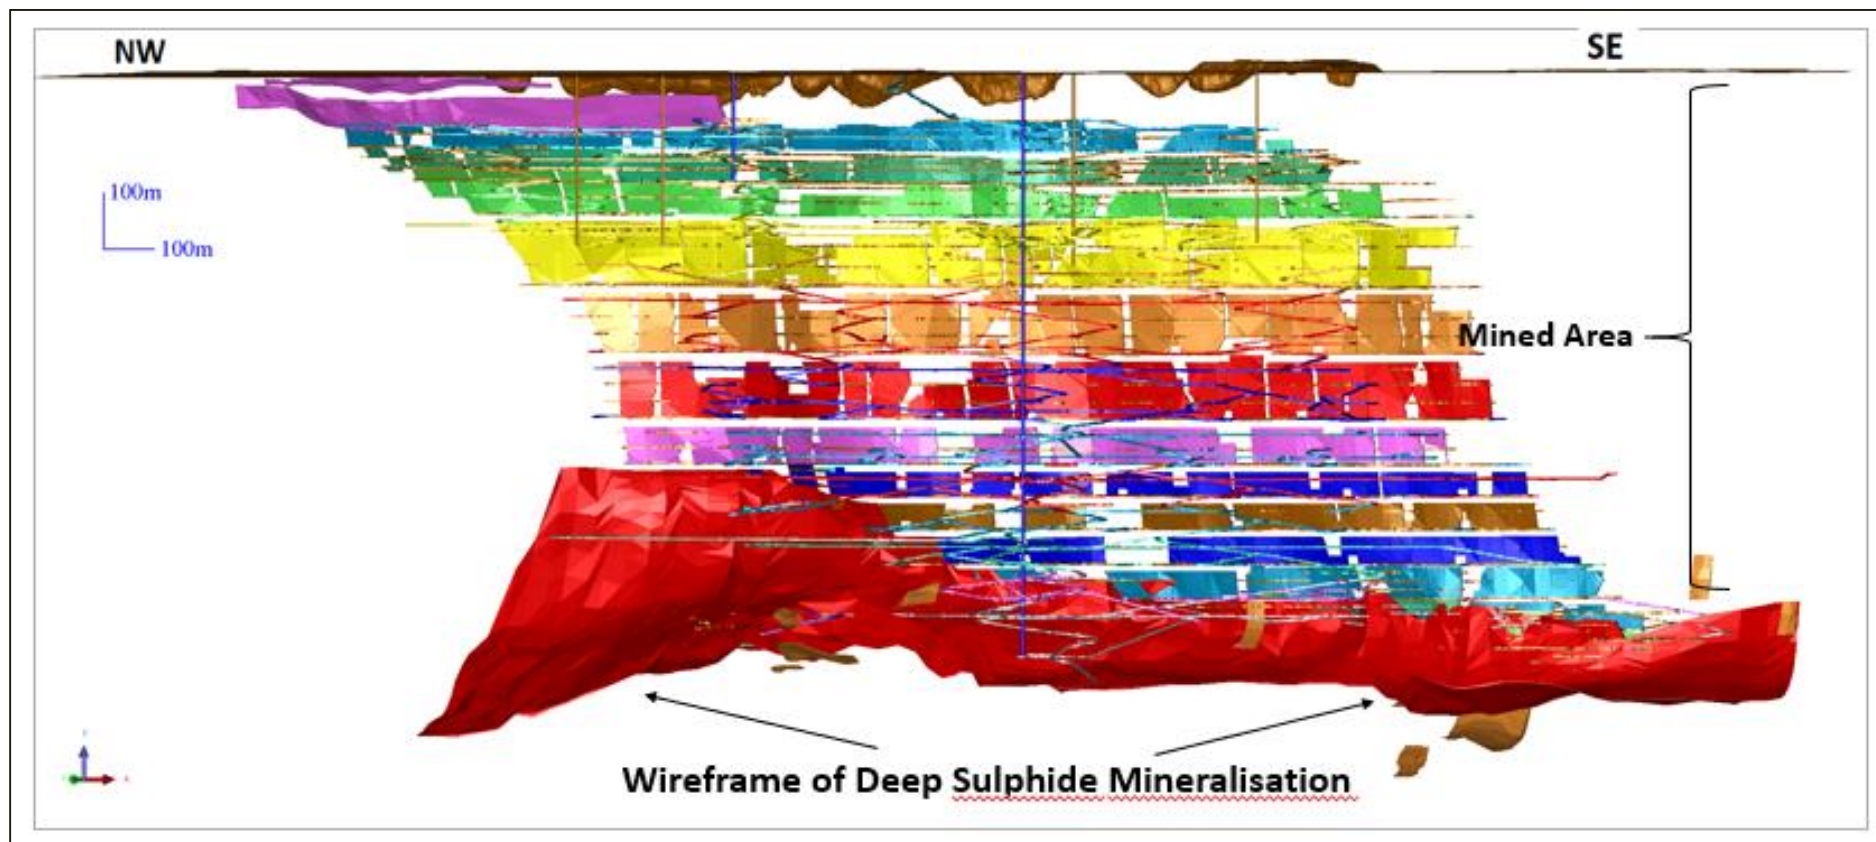 NW
SE
100m
100m
Mined Area
Wireframe of Deep Sulphide Mineralisation